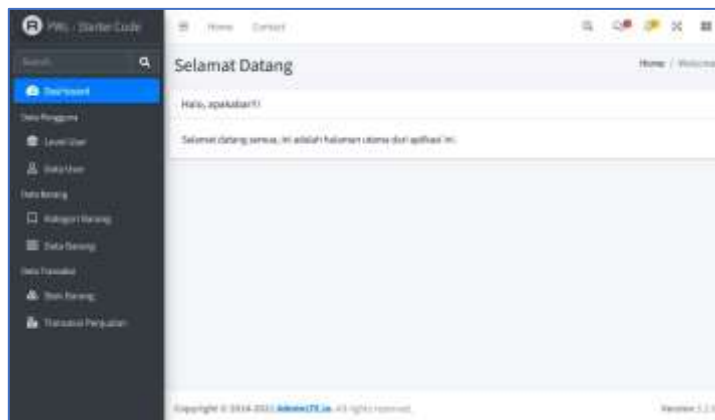 PWL - Starter Code
Home Contact
Search
Selamat Datang
Home / Welcome
Dashboard
Halo, apakabar!!!
Data Pengguna
Selamat datang semua, ini adalah halaman utama dari aplikasi ini.
Level User
Data User
Data Barang
Kategori Barang
Data Barang
Data Transaksi
Stok Barang
Transaksi Penjualan
Copyright © 2014-2021 AdminLTE.io. All rights reserved.
Version